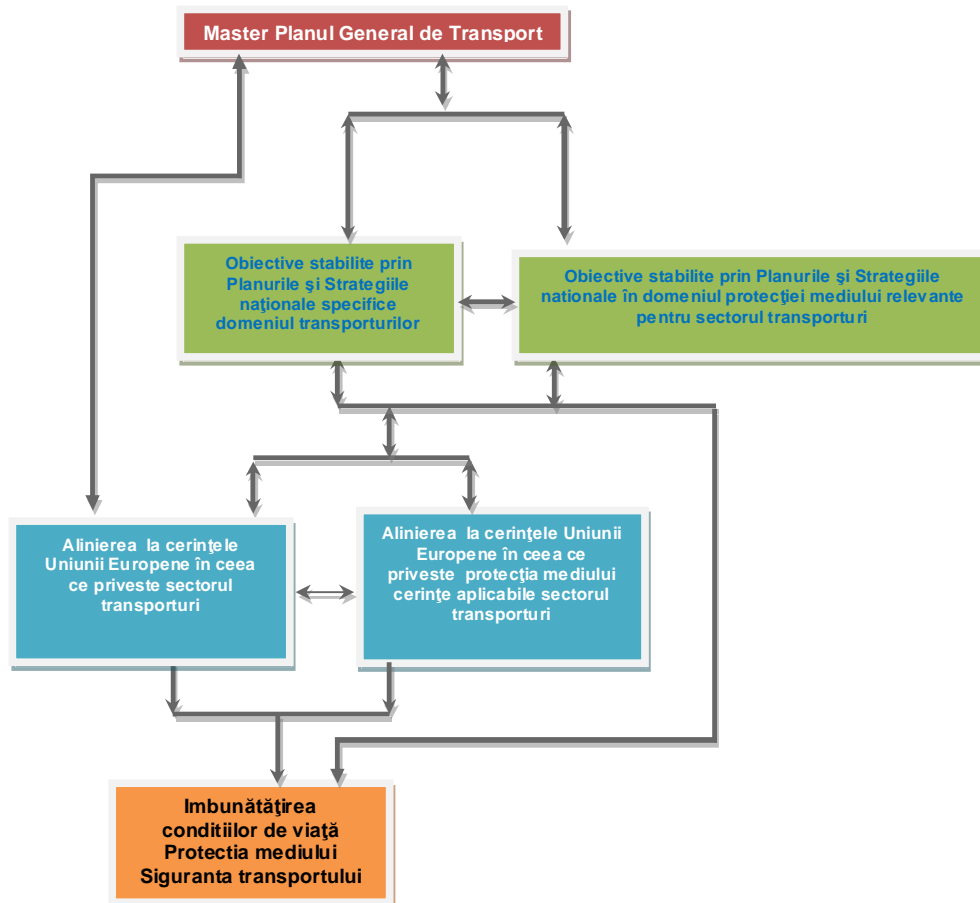 Master Planul General de Transport
Obiective stabilite prin
Planurile şi Strategiile
naţionale specifice
domeniul transporturilor
Obiective stabilite prin Planurile şi Strategiile
nationale în domeniul protecţiei mediului relevante
pentru sectorul transporturi
Alinierea la cerinţele
Uniunii Europene în ceea
ce priveste sectorul
transporturi
Alinierea la cerinţele Uniunii
Europene în ceea ce
priveste protecţia mediului
cerinţe aplicabile sectorul
transporturi
Imbunătăţirea
conditiilor de viaţă
Protectia mediului
Siguranta transportului